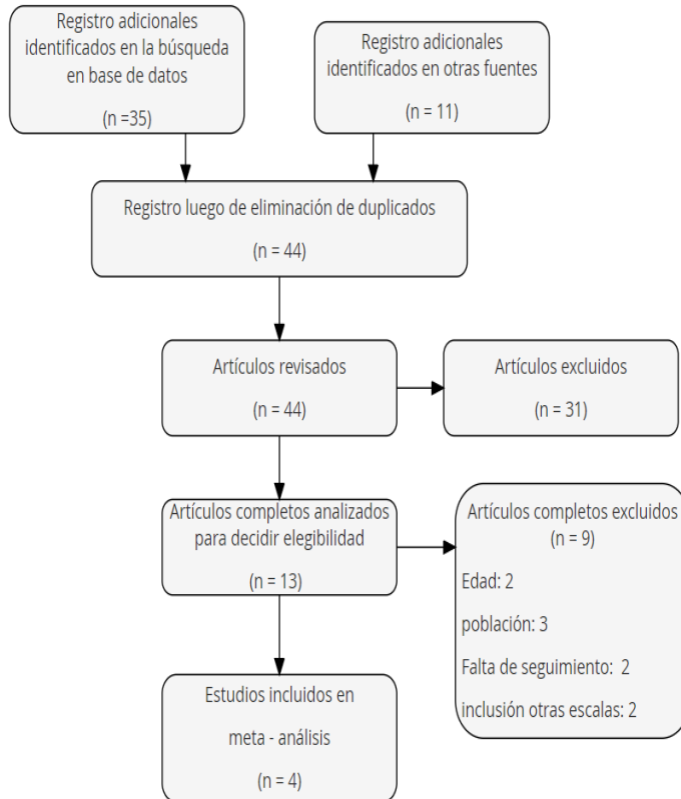 Registro adicionales
identificados en la búsqueda
en base de datos
(n =35)
Registro adicionales
identificados en otras fuentes
(n = 11)
Registro luego de eliminación de duplicados
(n = 44)
Artículos revisados
(n = 44)
Artículos excluidos
(n = 31)
Artículos completos analizados
para decidir elegibilidad
(n = 13)
Artículos completos excluidos
(n = 9)
Edad: 2
población: 3
Falta de seguimiento: 2
inclusión otras escalas: 2
Estudios incluidos en
meta - análisis
(n = 4)